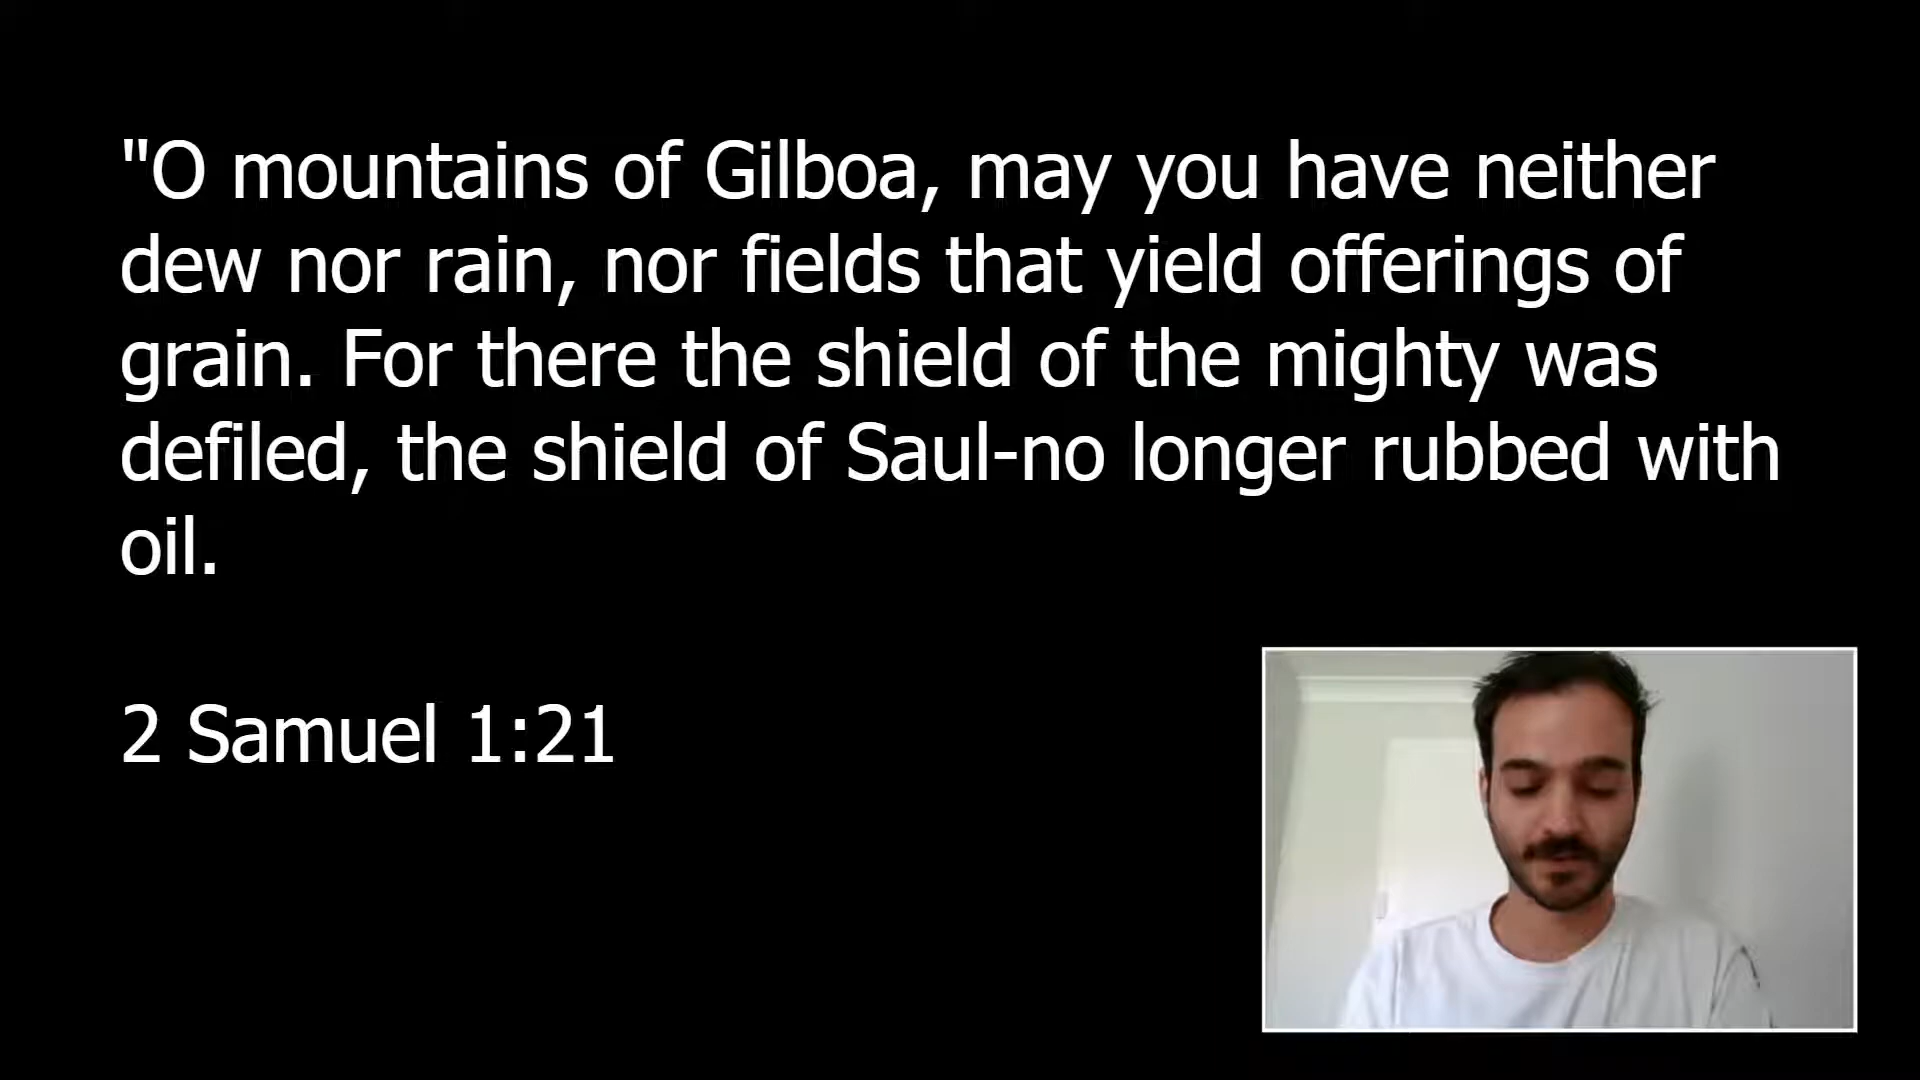 "O mountains of Gilboa, may you have neither
dew nor rain, nor fields that yield offerings of
grain. For there the shield of the mighty was
defiled, the shield of Saul-no longer rubbed with
oil.
2 Samuel 1:21